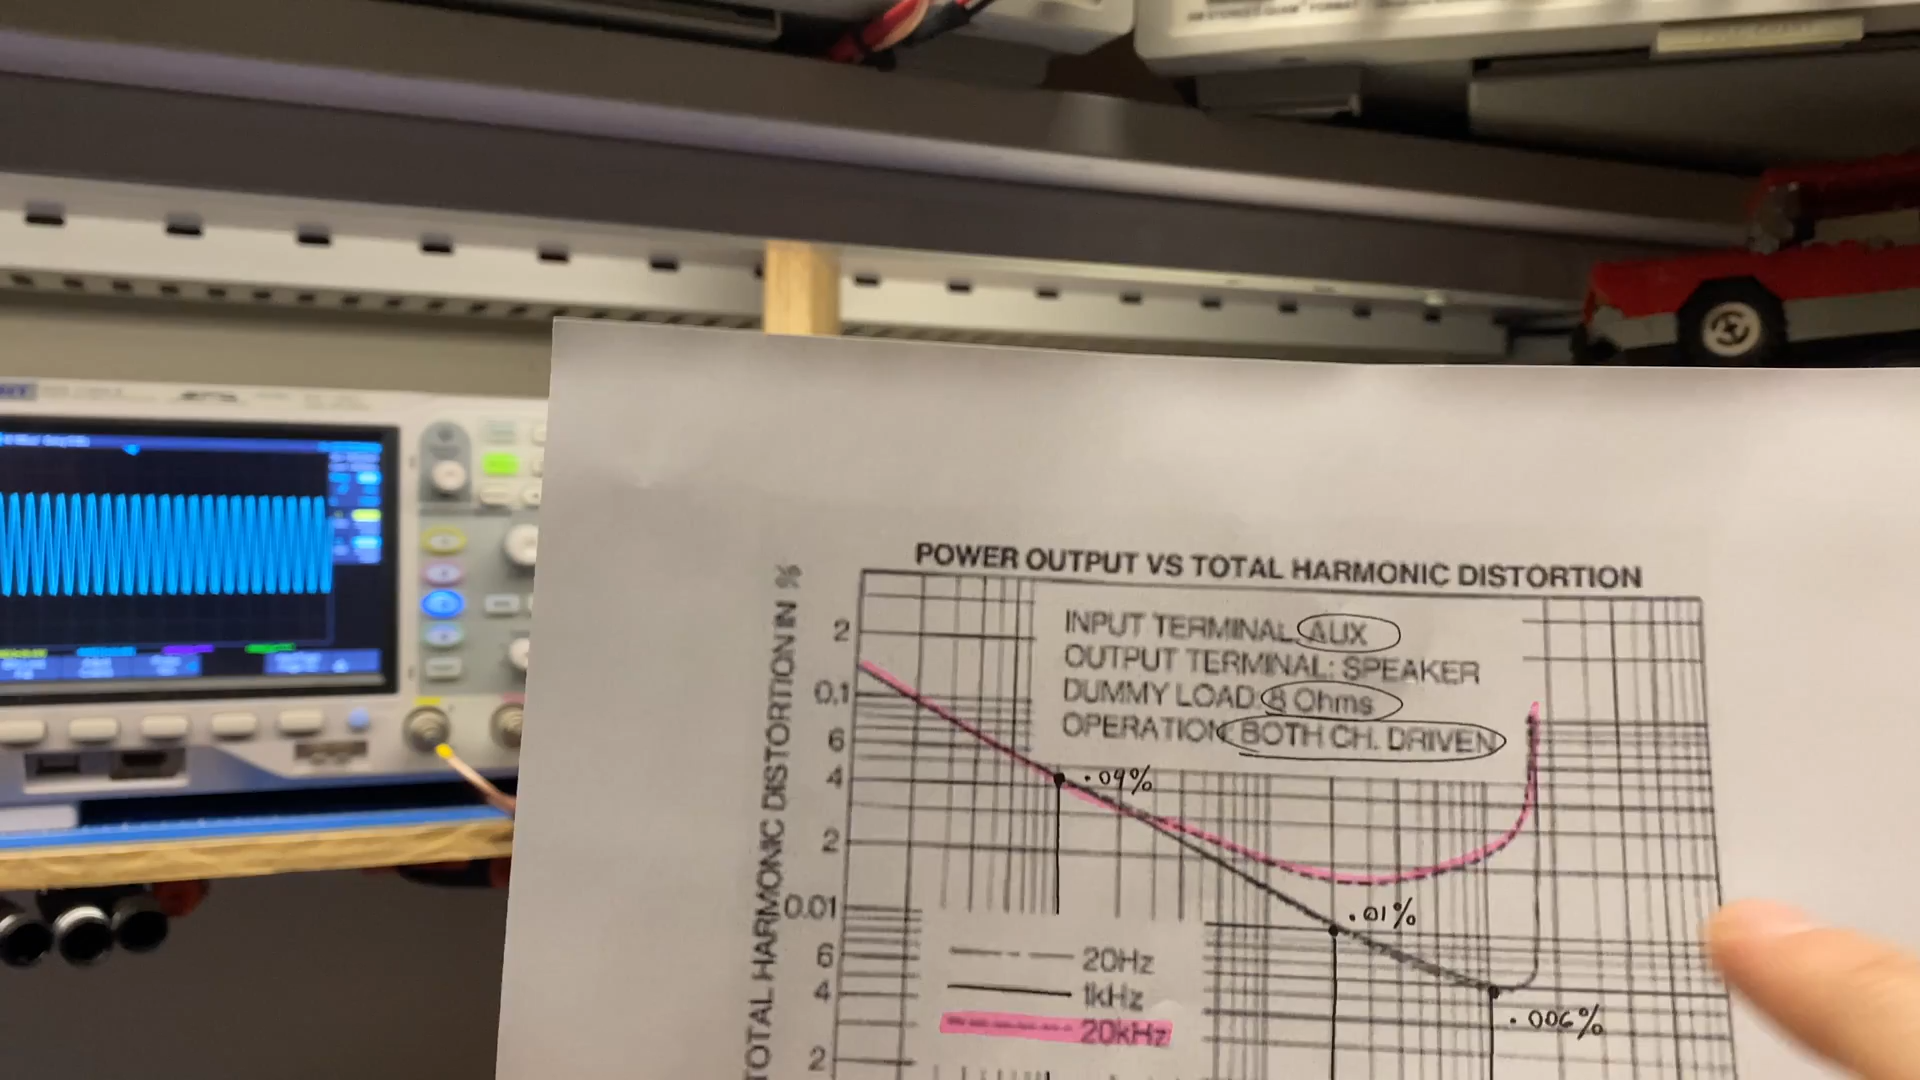 POWER OUTPUT VS TOTAL HARMONIC DISTORTION
TOTAL HARMONIC DISTORTION IN %
INPUT TERMINAL: AUX
OUTPUT TERMINAL: SPEAKER
DUMMY LOAD: 8 Ohms
OPERATION: BOTH CH. DRIVEN
2
0.1
6
4
2
0.01
6
4
2
.04%
.01%
.006%
20Hz
1kHz
20kHz